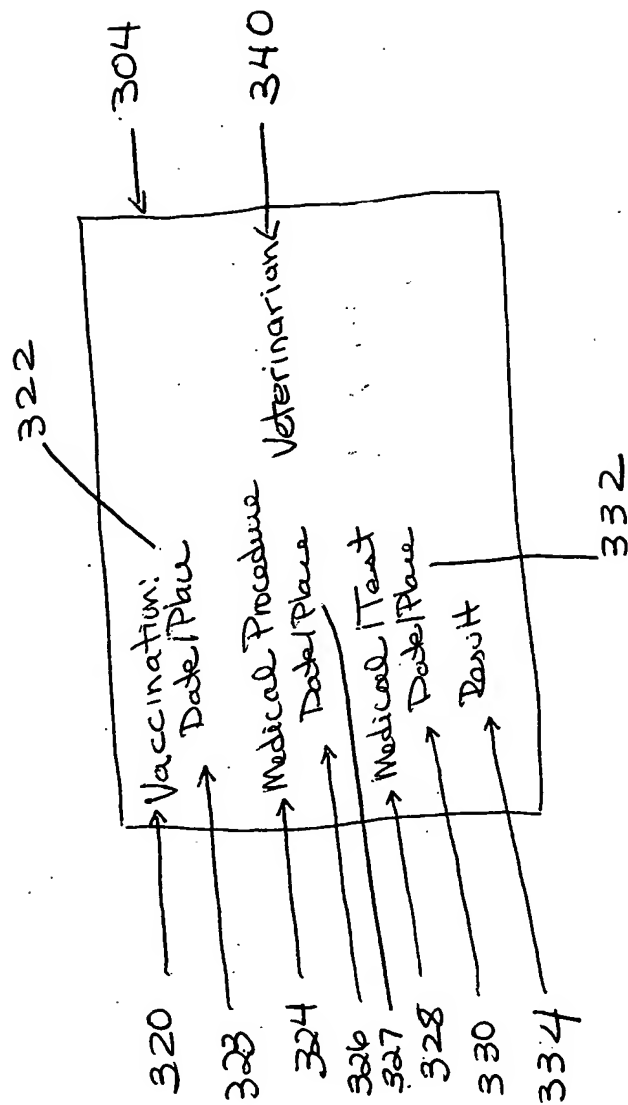 322
304
Vaccination:
Date/Place
340
Medical Procedure
Veterinarian
Date/Place
Medical Test
Date/Place
Result
332
320
323
324
326
327
328
330
334